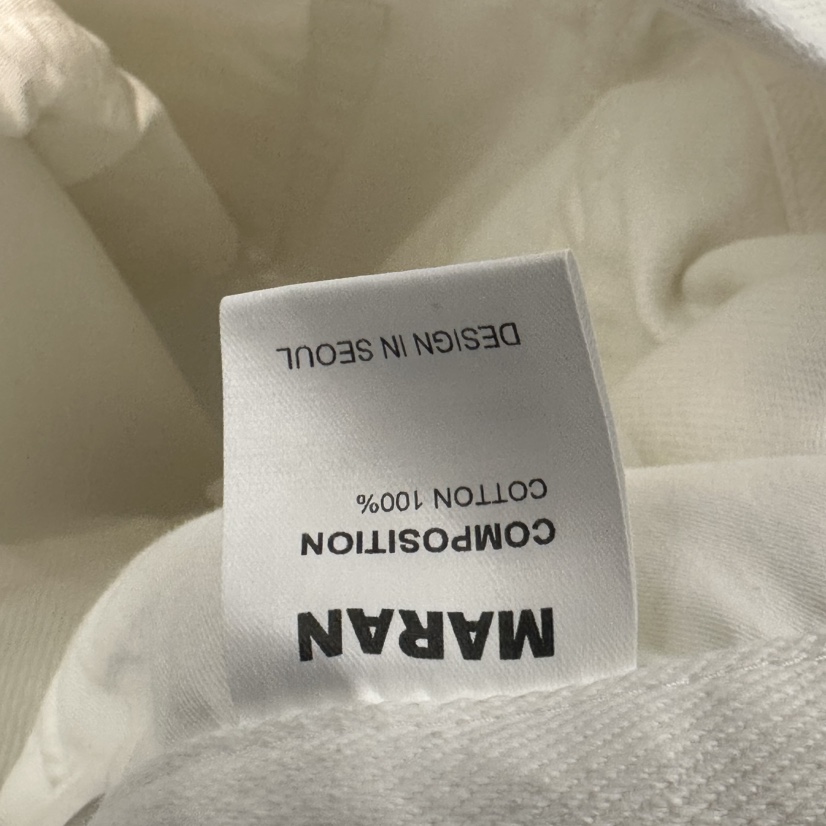 MARAN
COMPOSITION
COTTON 100%
DESIGN IN SEOUL